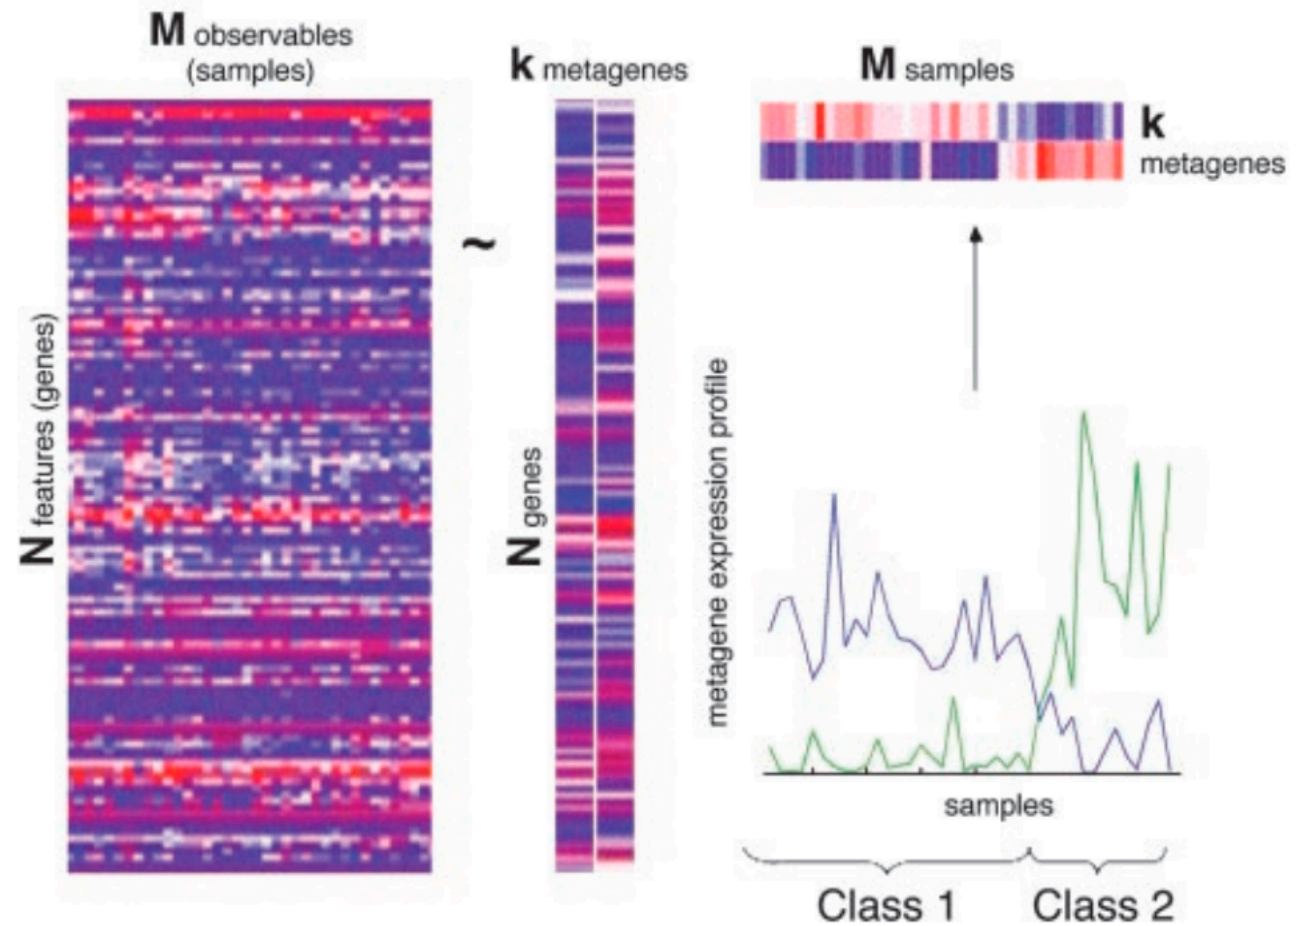 M observables
(samples)
N features (genes)
~
k metagenes
N genes
M samples
k
metagenes
metagene expression profile
samples
Class 1
Class 2